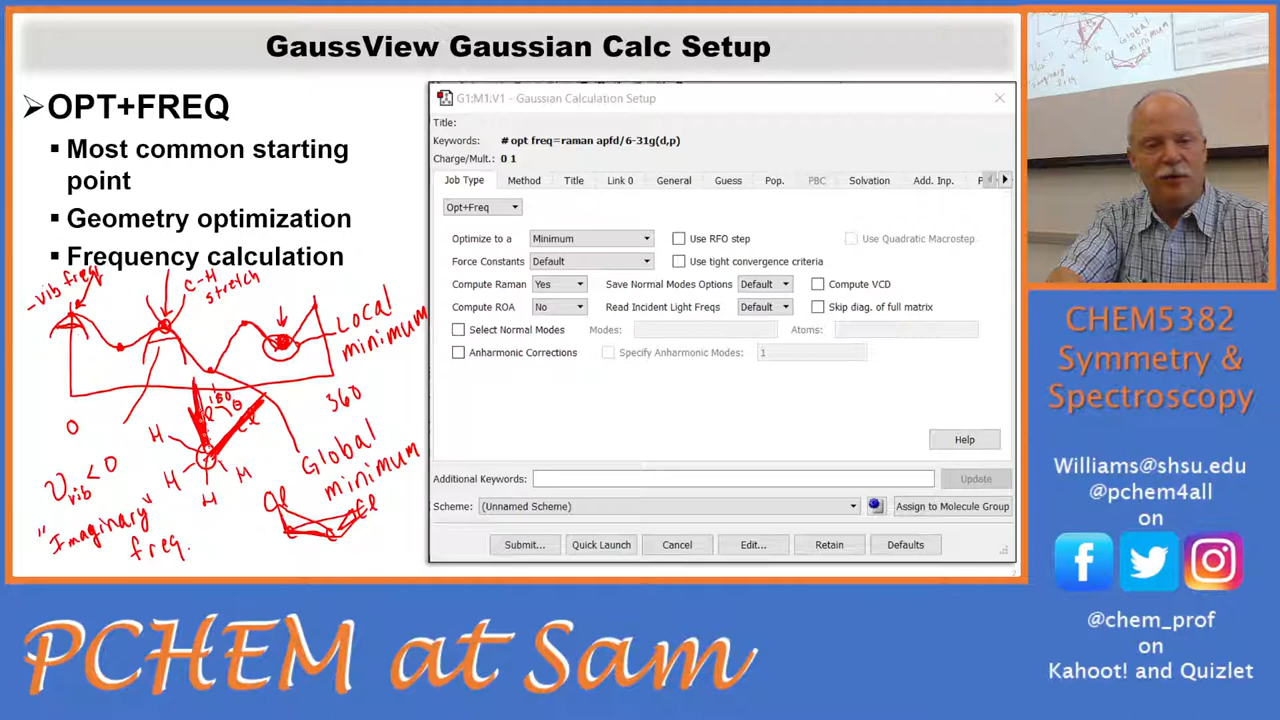 GaussView Gaussian Calc Setup
➢OPT+FREQ
▪ Most common starting
point
▪ Geometry optimization
▪ Frequency calculation
-vib freq
C-H
stretch
Local
minimum
0
180
θ
360
Cl
H
H
H
H
Global
minimum
υvib < 0
"Imaginary"
freq.
Cl
Cl
G1:M1:V1 - Gaussian Calculation Setup
Title:
Keywords: # opt freq=raman apfd/6-31g(d,p)
Charge/Mult.: 0 1
Job Type Method Title Link 0 General Guess Pop. PBC Solvation Add. Inp. P
Opt+Freq
Optimize to a Minimum Use RFO step Use Quadratic Macrostep
Force Constants Default Use tight convergence criteria
Compute Raman Yes Save Normal Modes Options Default Compute VCD
Compute ROA No Read Incident Light Freqs Default Skip diag. of full matrix
Select Normal Modes Modes: Atoms:
Anharmonic Corrections Specify Anharmonic Modes: 1
Help
Additional Keywords: Update
Scheme: (Unnamed Scheme) Assign to Molecule Group
Submit... Quick Launch Cancel Edit... Retain Defaults
2
CHEM5382
Symmetry &
Spectroscopy
Williams@shsu.edu
@pchem4all
on
@chem_prof
on
Kahoot! and Quizlet
PCHEM at Sam